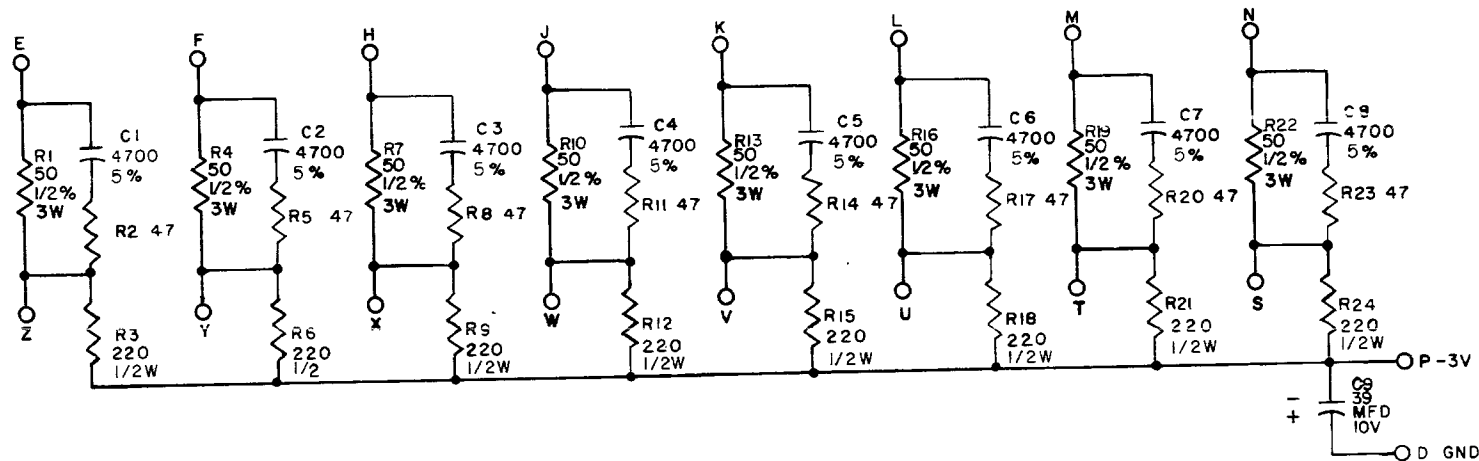 E
F
H
J
K
L
M
N
C1
4700
5%
C2
4700
5%
C3
4700
5%
C4
4700
5%
C5
4700
5%
C6
4700
5%
C7
4700
5%
C8
4700
5%
R1
50
1/2%
3W
R4
50
1/2%
3W
R7
50
1/2%
3W
R10
50
1/2%
3W
R13
50
1/2%
3W
R16
50
1/2%
3W
R19
50
1/2%
3W
R22
50
1/2%
3W
R2 47
R5 47
R8 47
R11 47
R14 47
R17 47
R20 47
R23 47
Z
Y
X
W
V
U
T
S
R3
220
1/2W
R6
220
1/2
R9
220
1/2W
R12
220
1/2W
R15
220
1/2W
R18
220
1/2W
R21
220
1/2W
R24
220
1/2W
P -3V
C9
39
MFD
10V
-
+
D GND